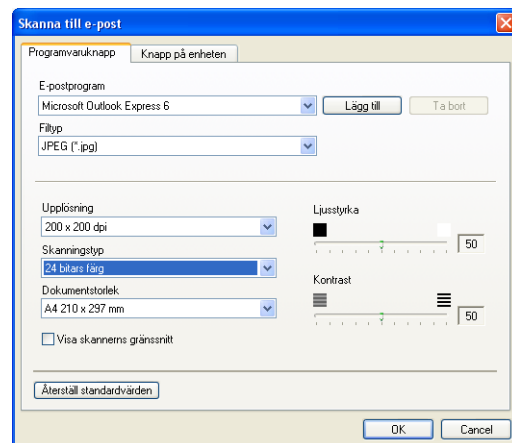 Skanna till e-post
Programvaruknapp Knapp på enheten
E-postprogram
Microsoft Outlook Express 6 Lägg till Ta bort
Filtyp
JPEG (*.jpg)
Upplösning
200 x 200 dpi
Skanningstyp
24 bitars färg
Dokumentstorlek
A4 210 x 297 mm
Visa skannerns gränssnitt
Ljusstyrka
50
Kontrast
50
Återställ standardvärden
OK Cancel